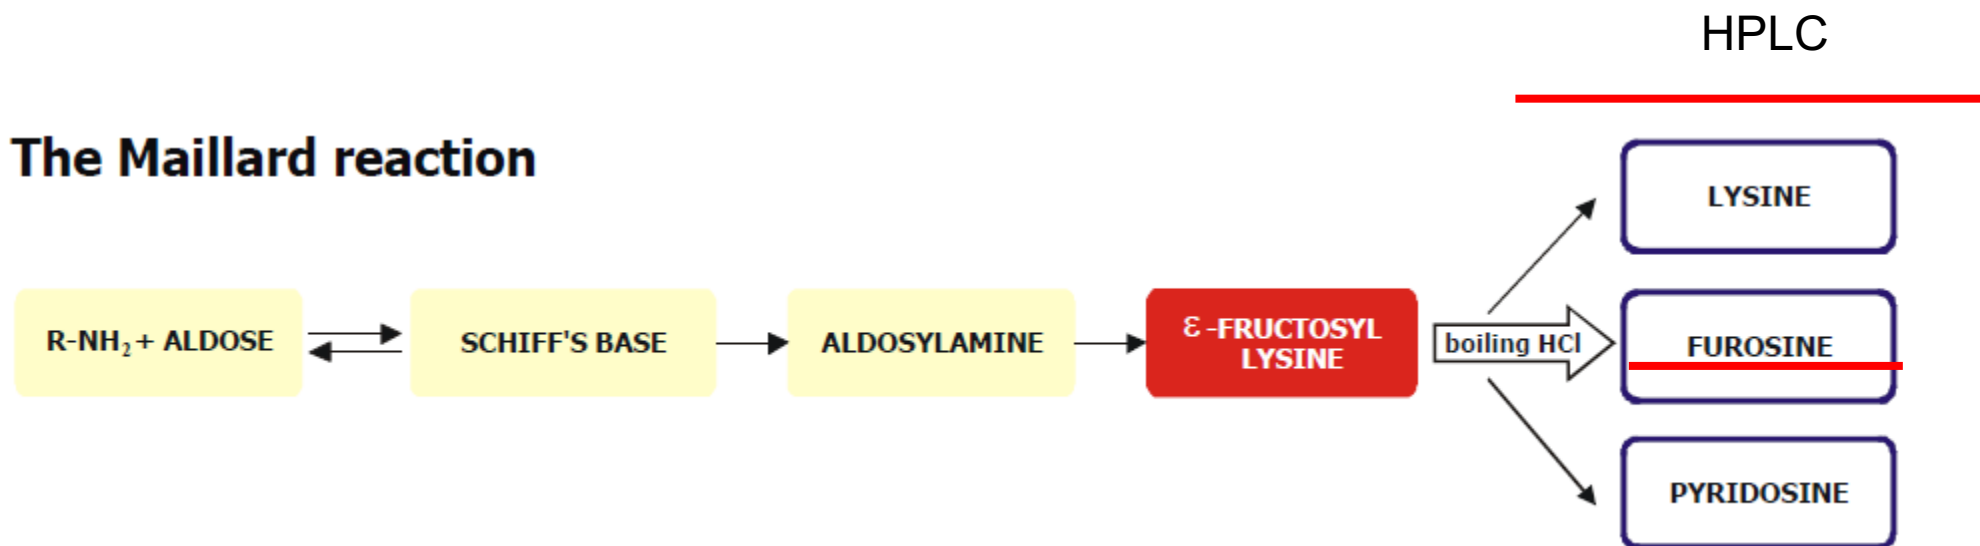 HPLC
The Maillard reaction
LYSINE
R-NH₂ + ALDOSE
SCHIFF'S BASE
ALDOSYLAMINE
ε-FRUCTOSYL
LYSINE
boiling HCl
FUROSINE
PYRIDOSINE